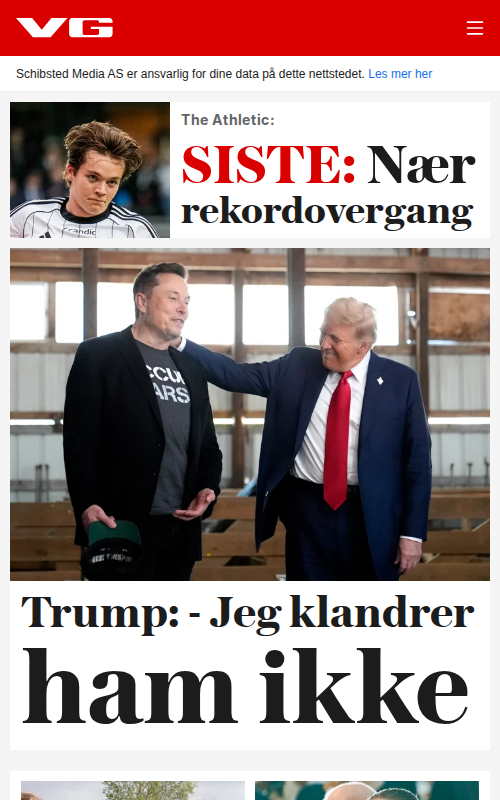 VG
Schibsted Media AS er ansvarlig for dine data på dette nettstedet. Les mer her
The Athletic:
SISTE: Nær
rekordovergang
Scandic
Trump: - Jeg klandrer
ham ikke